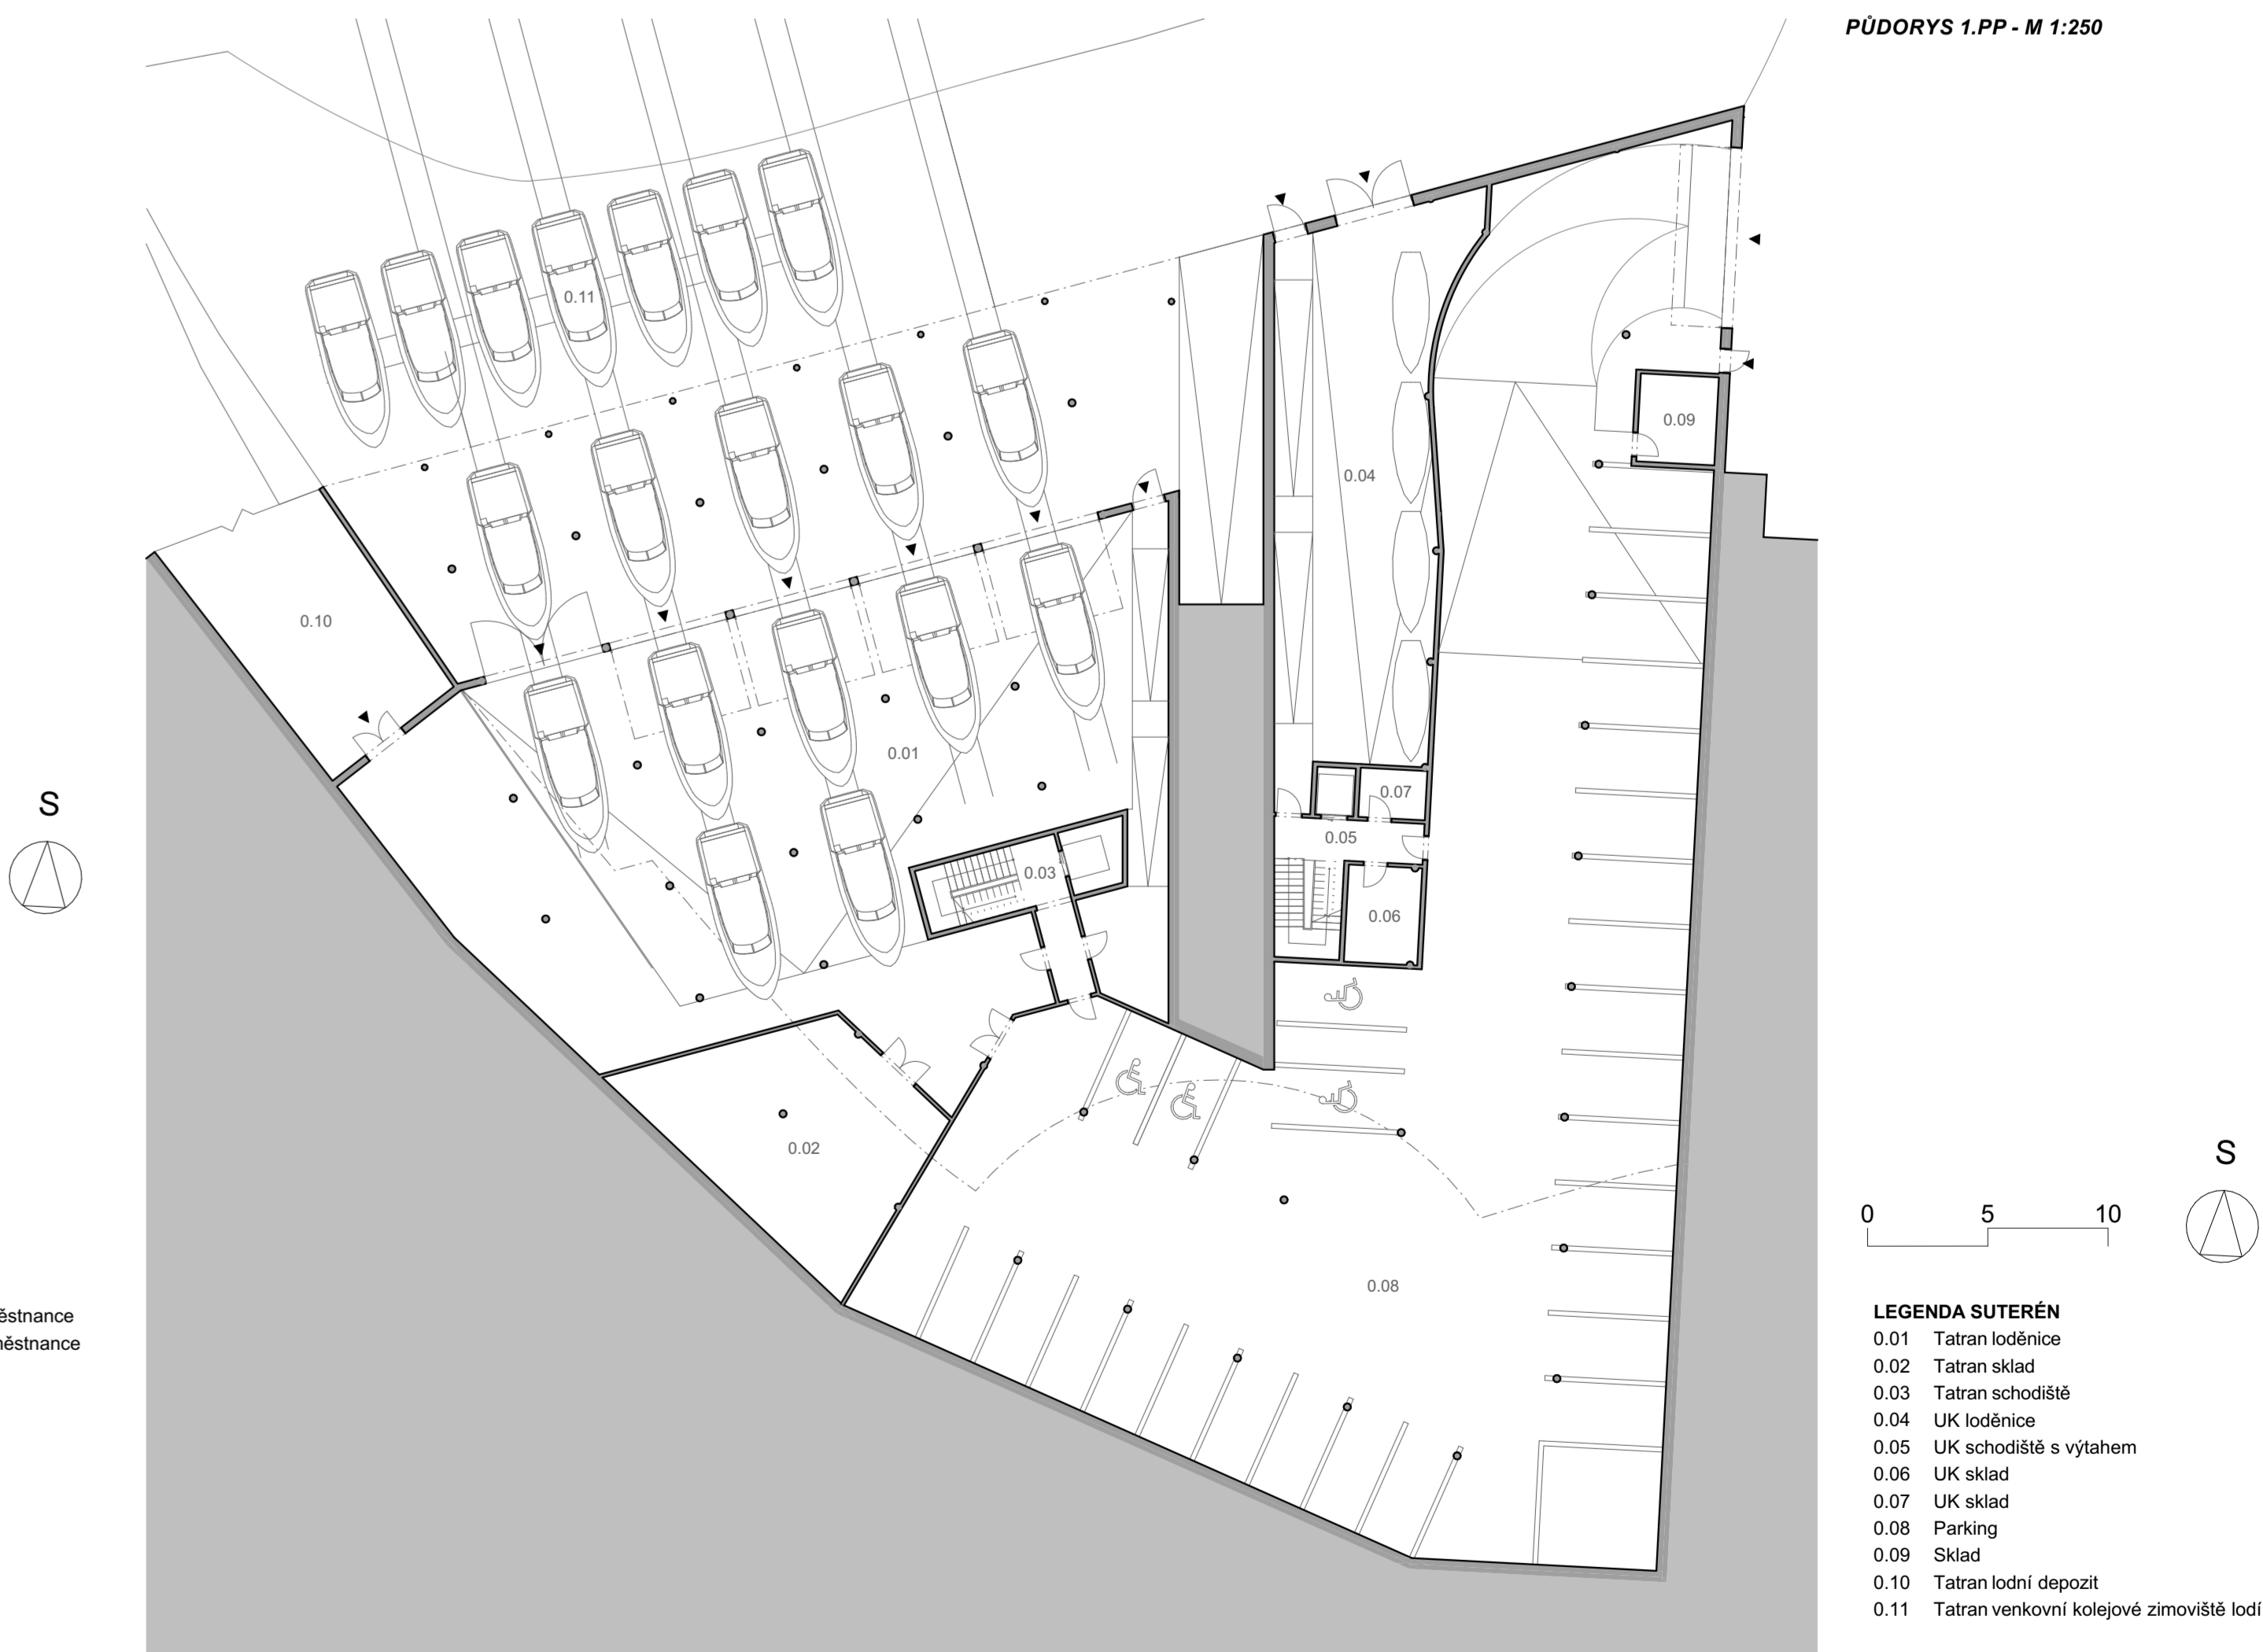 PŮDORYS 1.PP - M 1:250
0.11
0.09
0.04
0.10
0.01
0.07
S
0.05
0.03
0.06
0.02
S
0 5 10
0.08
LEGENDA SUTERÉN
ěstnance
0.01 Tatran loděnice
městnance
0.02 Tatran sklad
0.03 Tatran schodiště
0.04 UK loděnice
0.05 UK schodiště s výtahem
0.06 UK sklad
0.07 UK sklad
0.08 Parking
0.09 Sklad
0.10 Tatran lodní depozit
0.11 Tatran venkovní kolejové zimoviště lodí